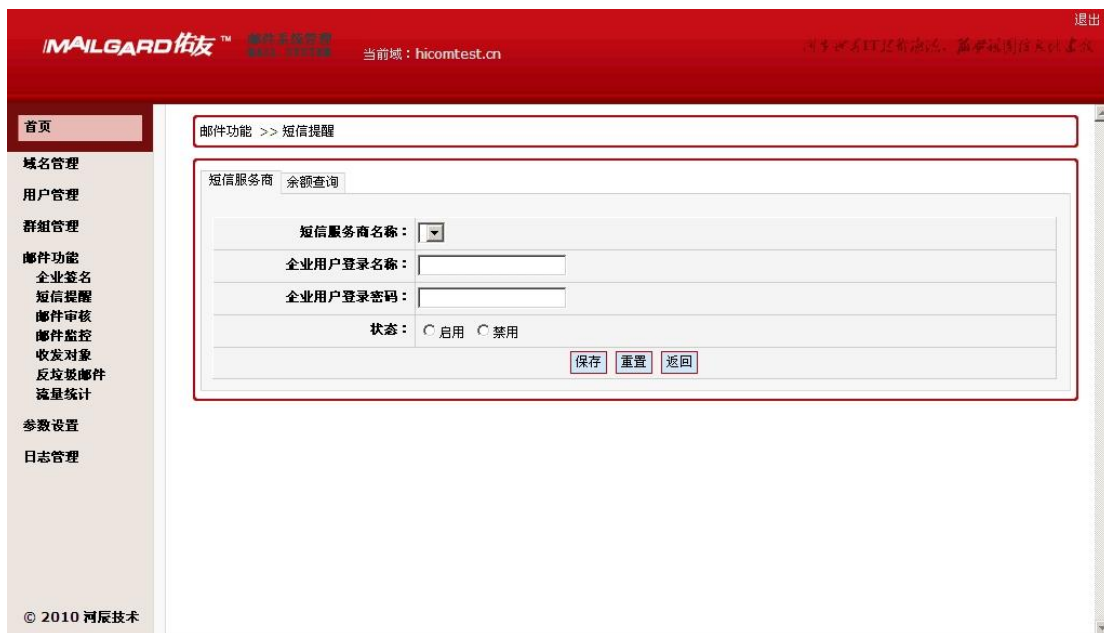 退出
MAILGARD佑友™
当前域：hicomtest.cn
首页
域名管理
用户管理
群组管理
邮件功能
企业签名
短信提醒
邮件审核
邮件监控
收发对象
反垃圾邮件
流量统计
参数设置
日志管理
© 2010 河辰技术
邮件功能 >> 短信提醒
短信服务商 余额查询
短信服务商名称：
企业用户登录名称：
企业用户登录密码：
状态： 启用 禁用
保存 重置 返回